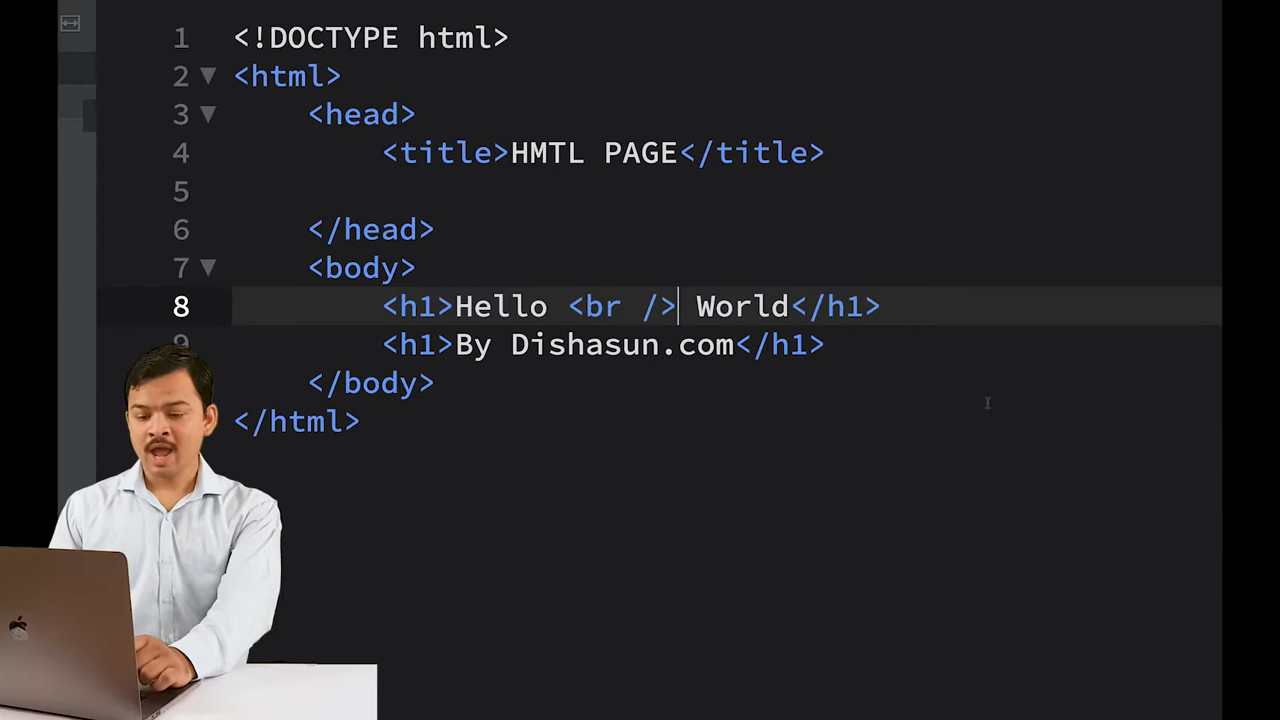 1 <!DOCTYPE html>
2 <html>
3 <head>
4 <title>HMTL PAGE</title>
5
6 </head>
7 <body>
8 <h1>Hello <br /> World</h1>
9 <h1>By Dishasun.com</h1>
</body>
</html>